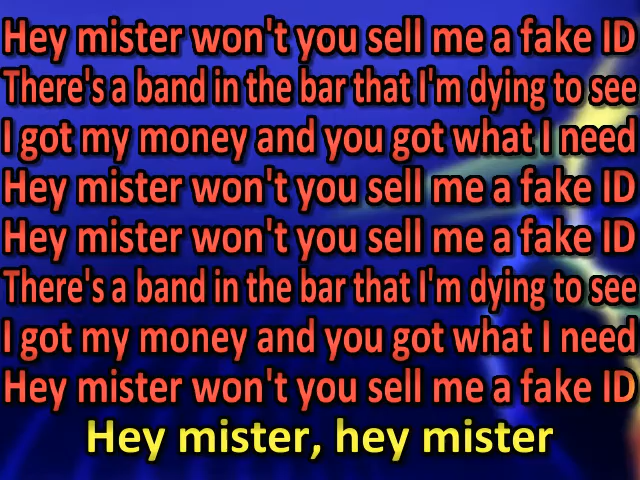 Hey mister won't you sell me a fake ID
There's a band in the bar that I'm dying to see
I got my money and you got what I need
Hey mister won't you sell me a fake ID
Hey mister won't you sell me a fake ID
There's a band in the bar that I'm dying to see
I got my money and you got what I need
Hey mister won't you sell me a fake ID
Hey mister, hey mister